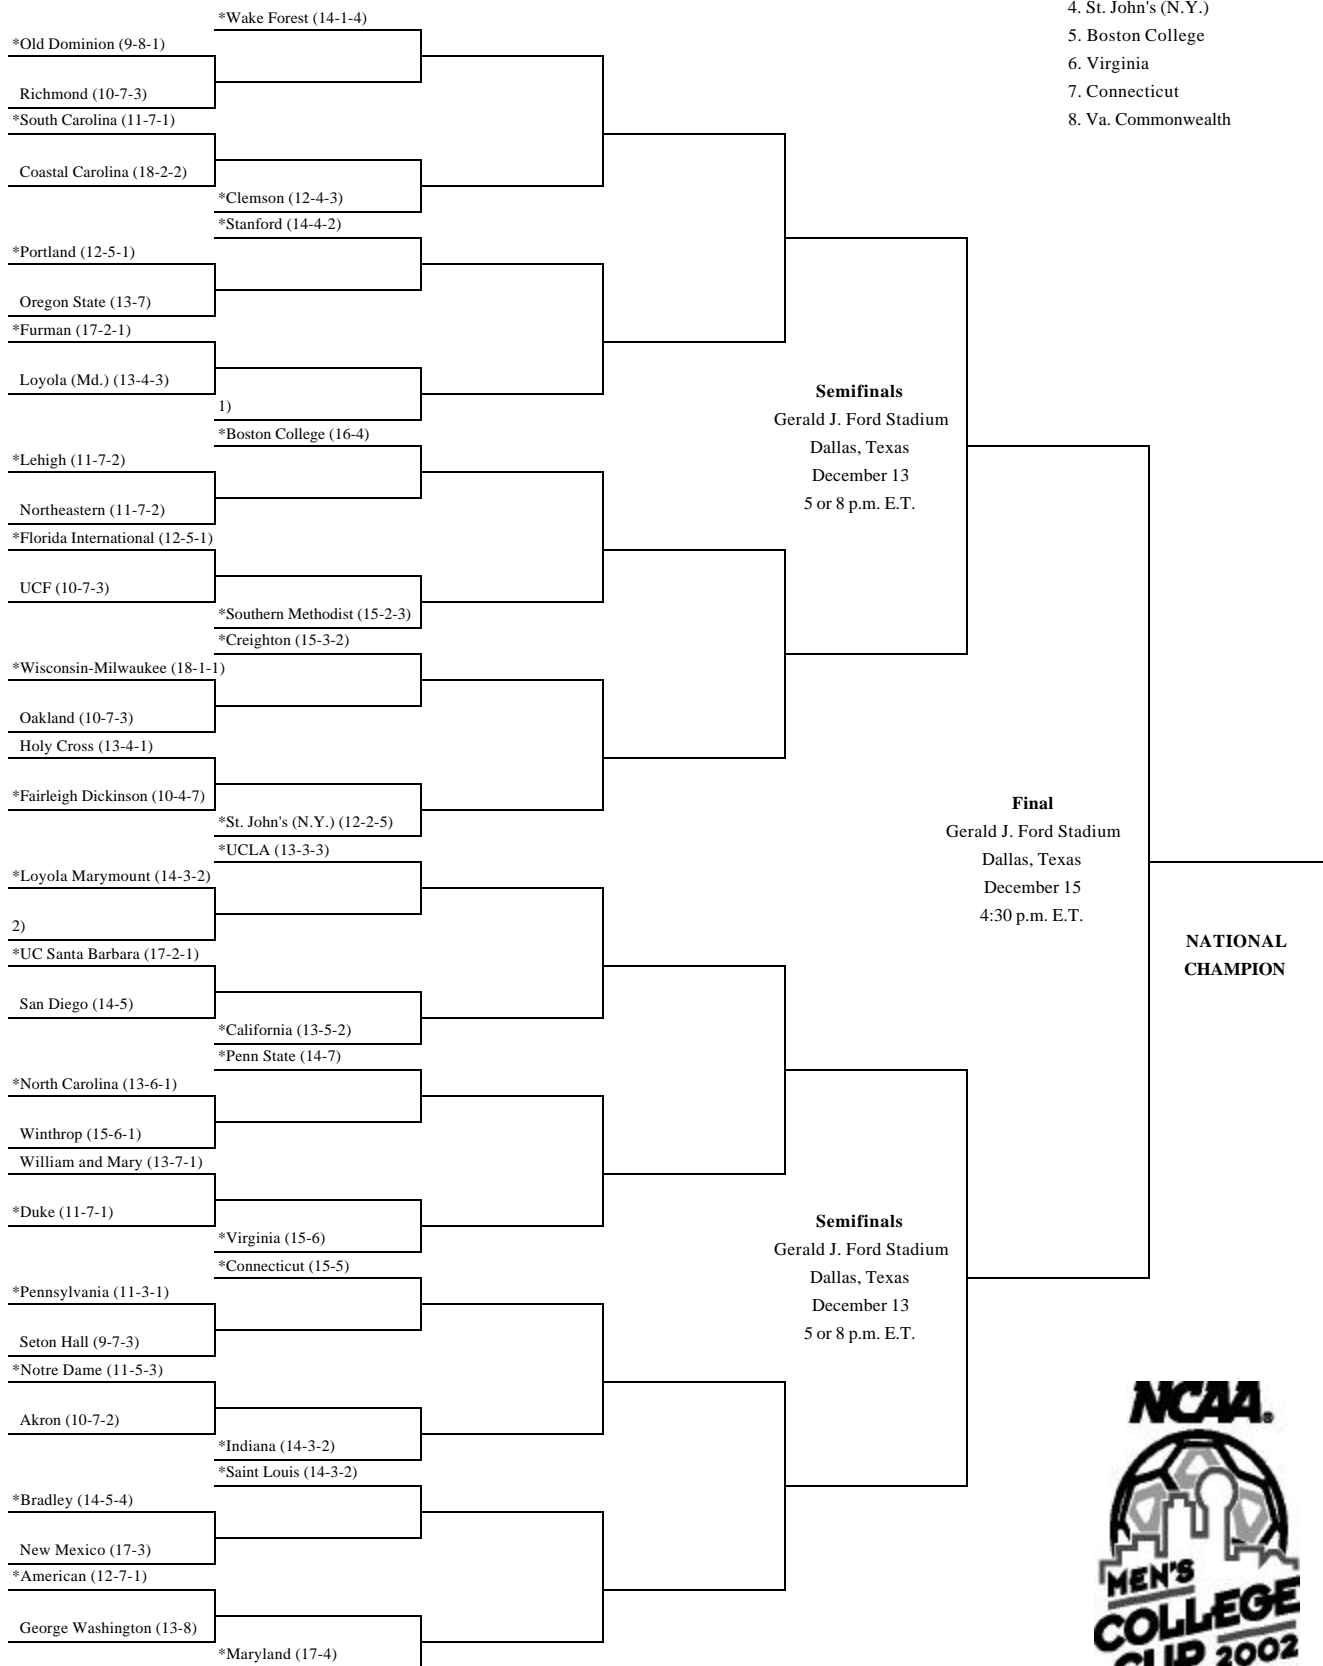 *Wake Forest (14-1-4)
*Old Dominion (9-8-1)
Richmond (10-7-3)
*South Carolina (11-7-1)
Coastal Carolina (18-2-2)
*Clemson (12-4-3)
*Stanford (14-4-2)
*Portland (12-5-1)
Oregon State (13-7)
*Furman (17-2-1)
Loyola (Md.) (13-4-3)
1)
*Boston College (16-4)
*Lehigh (11-7-2)
Northeastern (11-7-2)
*Florida International (12-5-1)
UCF (10-7-3)
*Southern Methodist (15-2-3)
*Creighton (15-3-2)
*Wisconsin-Milwaukee (18-1-1)
Oakland (10-7-3)
Holy Cross (13-4-1)
*Fairleigh Dickinson (10-4-7)
*St. John's (N.Y.) (12-2-5)
*UCLA (13-3-3)
*Loyola Marymount (14-3-2)
2)
*UC Santa Barbara (17-2-1)
San Diego (14-5)
*California (13-5-2)
*Penn State (14-7)
*North Carolina (13-6-1)
Winthrop (15-6-1)
William and Mary (13-7-1)
*Duke (11-7-1)
*Virginia (15-6)
*Connecticut (15-5)
*Pennsylvania (11-3-1)
Seton Hall (9-7-3)
*Notre Dame (11-5-3)
Akron (10-7-2)
*Indiana (14-3-2)
*Saint Louis (14-3-2)
*Bradley (14-5-4)
New Mexico (17-3)
*American (12-7-1)
George Washington (13-8)
*Maryland (17-4)
Semifinals
Gerald J. Ford Stadium
Dallas, Texas
December 13
5 or 8 p.m. E.T.
Semifinals
Gerald J. Ford Stadium
Dallas, Texas
December 13
5 or 8 p.m. E.T.
Final
Gerald J. Ford Stadium
Dallas, Texas
December 15
4:30 p.m. E.T.
4. St. John's (N.Y.)
5. Boston College
6. Virginia
7. Connecticut
8. Va. Commonwealth
NATIONAL
CHAMPION
NCAA®
MEN'S
COLLEGE
CUP 2002